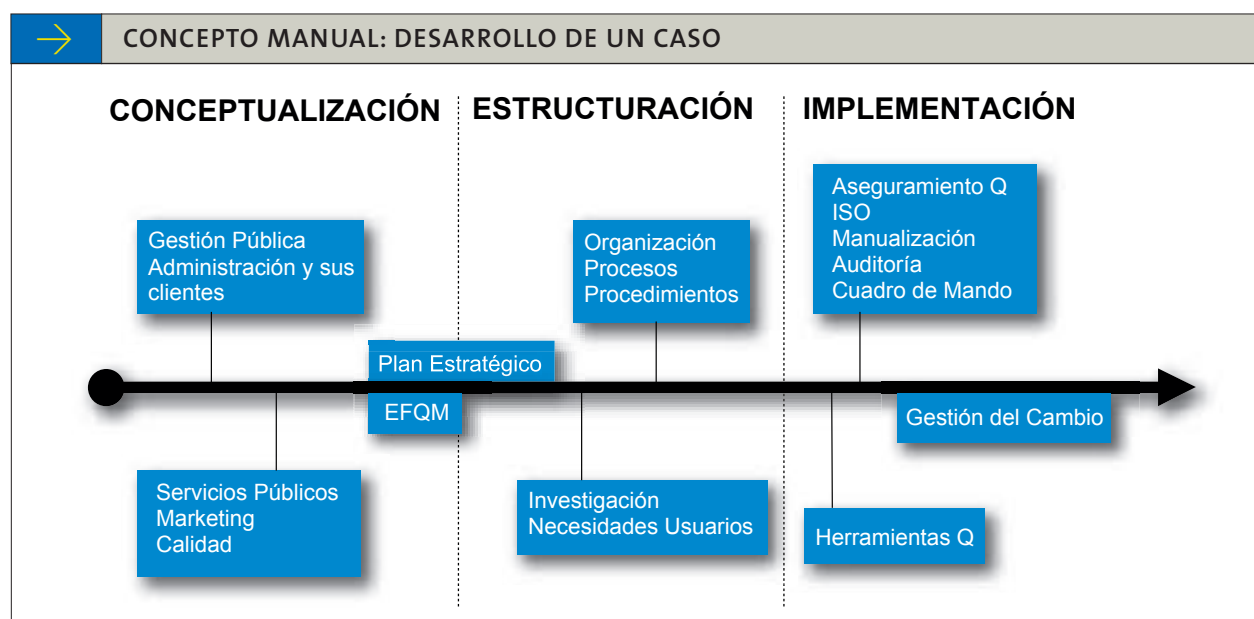 CONCEPTO MANUAL: DESARROLLO DE UN CASO
CONCEPTUALIZACIÓN
ESTRUCTURACIÓN
IMPLEMENTACIÓN
Gestión Pública
Administración y sus
clientes
Organización
Procesos
Procedimientos
Aseguramiento Q
ISO
Manualización
Auditoría
Cuadro de Mando
Plan Estratégico
EFQM
Gestión del Cambio
Servicios Públicos
Marketing
Calidad
Investigación
Necesidades Usuarios
Herramientas Q